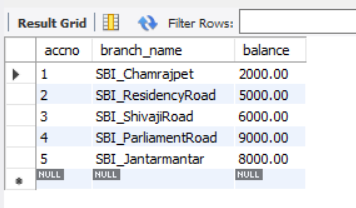 Result Grid Filter Rows:
accno branch_name balance
1 SBI_Chamrajpet 2000.00
2 SBI_ResidencyRoad 5000.00
3 SBI_ShivajiRoad 6000.00
4 SBI_ParliamentRoad 9000.00
5 SBI_Jantarmantar 8000.00
NULL NULL NULL